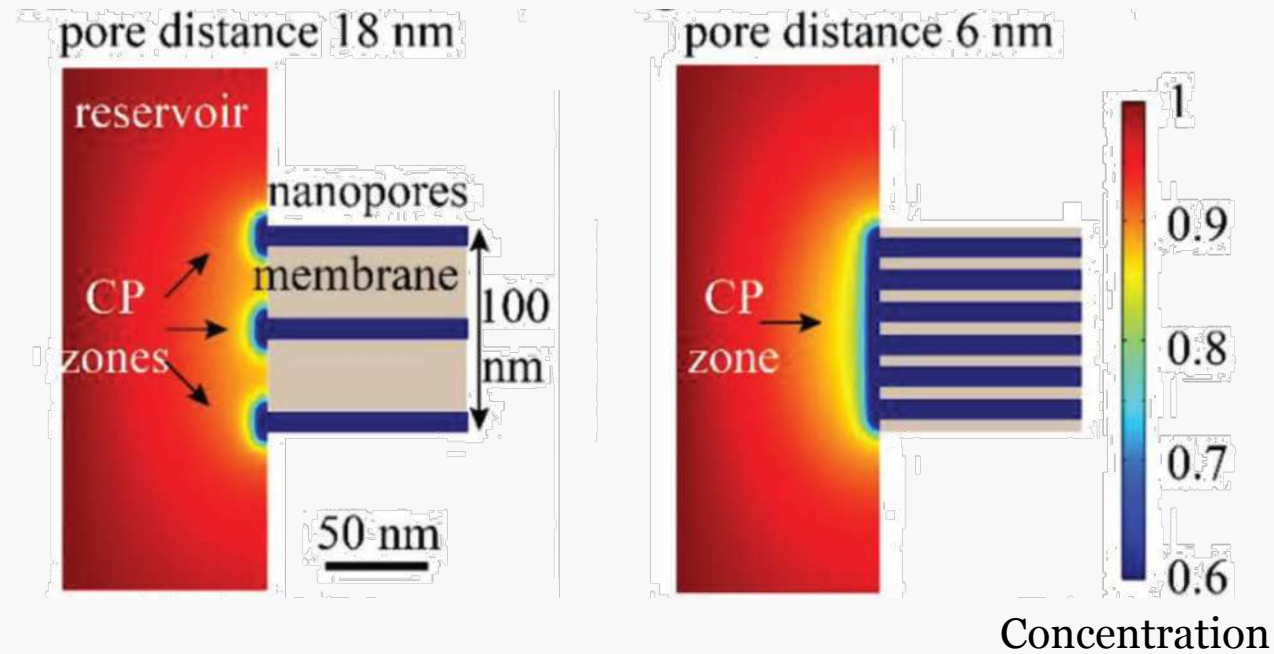 pore distance 18 nm
reservoir
nanopores
membrane
CP
zones
100
nm
50 nm
pore distance 6 nm
CP
zone
1
0.9
0.8
0.7
0.6
Concentration